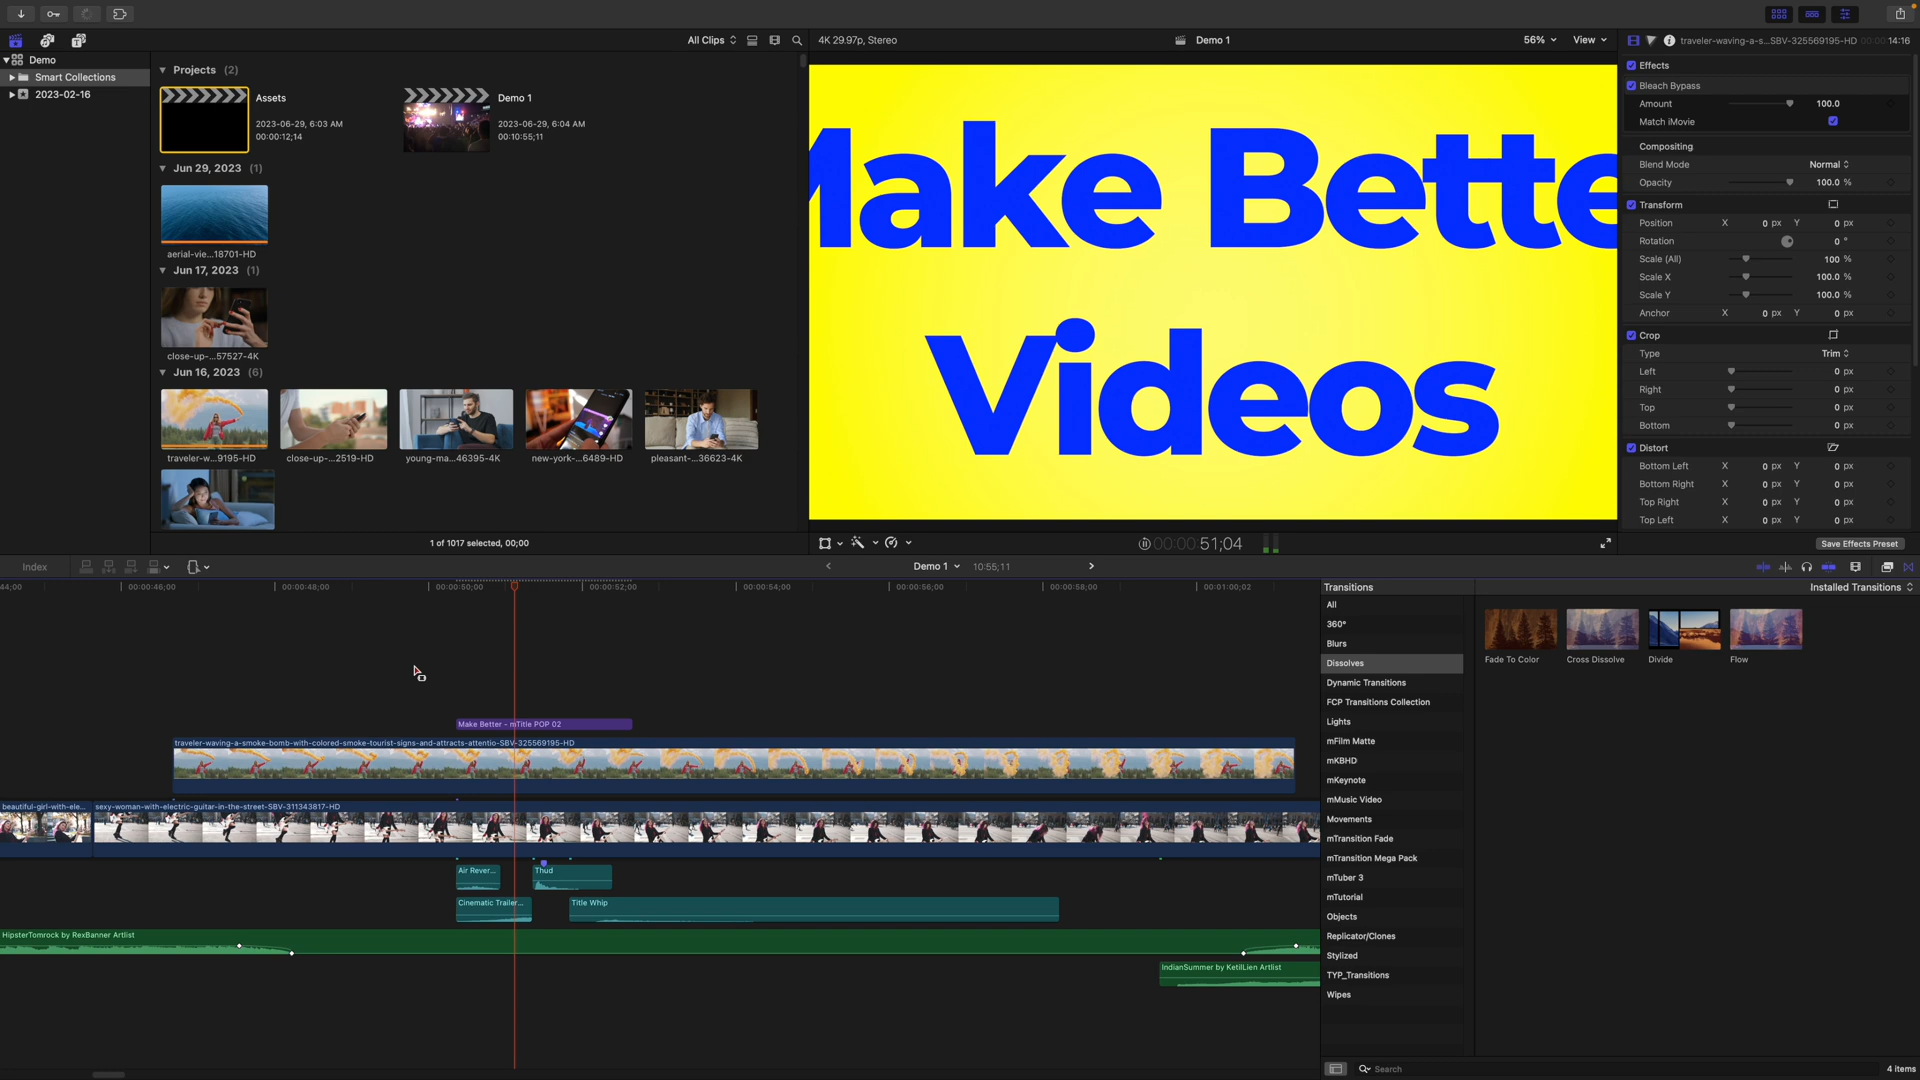 All Clips
4K 29.97p, Stereo
Demo 1
56%
View
traveler-waving-a-s...SBV-325569195-HD
00:00:14:16
Demo
Smart Collections
2023-02-16
Projects (2)
Assets
2023-06-29, 6:03 AM
00:00:12;14
Demo 1
2023-06-29, 6:04 AM
00:10:55;11
Jun 29, 2023 (1)
aerial-vie...18701-HD
Jun 17, 2023 (1)
close-up-...57527-4K
Jun 16, 2023 (6)
traveler-w...9195-HD
close-up-...2519-HD
young-ma...46395-4K
new-york-...6489-HD
pleasant-...36623-4K
1 of 1017 selected, 00;00
Make Bette
Videos
00:00:51;04
Effects
Bleach Bypass
Amount 100.0
Match iMovie
Compositing
Blend Mode Normal
Opacity 100.0 %
Transform
Position X 0 px Y 0 px
Rotation 0 °
Scale (All) 100 %
Scale X 100.0 %
Scale Y 100.0 %
Anchor X 0 px Y 0 px
Crop
Type Trim
Left 0 px
Right 0 px
Top 0 px
Bottom 0 px
Distort
Bottom Left X 0 px Y 0 px
Bottom Right X 0 px Y 0 px
Top Right X 0 px Y 0 px
Top Left X 0 px Y 0 px
Save Effects Preset
Index
Demo 1
10:55;11
44;00
00:00:46;00
00:00:48;00
00:00:50;00
00:00:52;00
00:00:54;00
00:00:56;00
00:00:58;00
00:01:00;02
Make Better - mTitle POP 02
traveler-waving-a-smoke-bomb-with-colored-smoke-tourist-signs-and-attracts-attentio-SBV-325569195-HD
beautiful-girl-with-ele...
sexy-woman-with-electric-guitar-in-the-street-SBV-311343817-HD
Air Rever...
Thud
Cinematic Trailer...
Title Whip
HipsterTomrock by RexBanner Artlist
IndianSummer by KetilLien Artlist
Transitions
Installed Transitions
All
360°
Blurs
Dissolves
Dynamic Transitions
FCP Transitions Collection
Lights
mFilm Matte
mKBHD
mKeynote
mMusic Video
Movements
mTransition Fade
mTransition Mega Pack
mTuber 3
mTutorial
Objects
Replicator/Clones
Stylized
TYP_Transitions
Wipes
Fade To Color
Cross Dissolve
Divide
Flow
Search
4 items